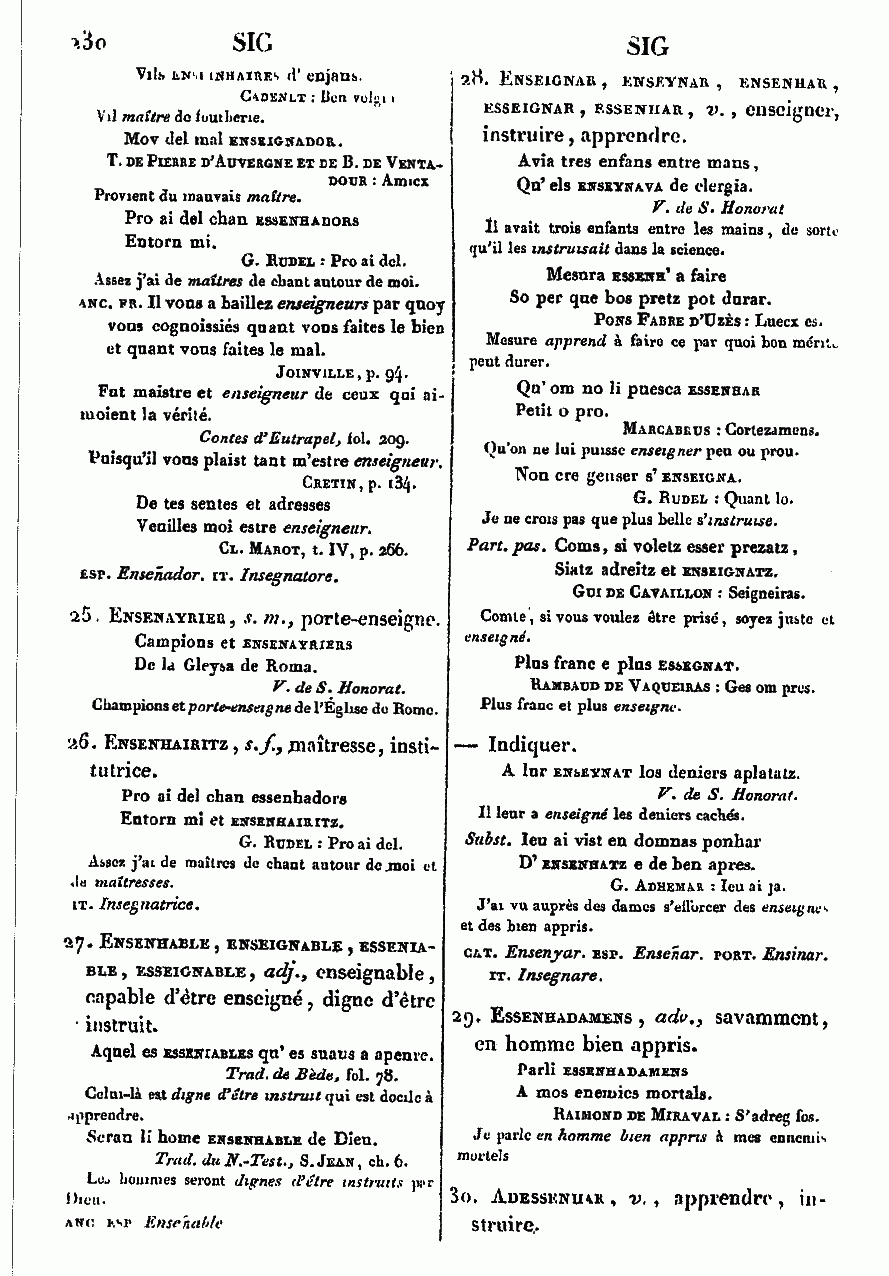 230 SIG SIG
Vils ENSENHAIRES d' enjans.
CADENET : Ben volgra
Vil maître de fourberie.
Mov del mal ENSEIGNADOR.
T. DE PIERRE D'AUVERGNE ET DE B. DE VENTA-
DOUR : Amicx
Provient du mauvais maître.
Pro ai del chan ESSENHADORS
Entorn mi.
G. RUDEL : Pro ai del.
Assez j'ai de maîtres de chant autour de moi.
ANC. FR. Il vous a baillez enseigneurs par quoy
vous cognoissiés quant vous faites le bien
et quant vous faites le mal.
JOINVILLE, p. 94.
Fut maistre et enseigneur de ceux qui ai-
moient la vérité.
Contes d'Eutrapel, fol. 209.
Puisqu'il vous plaist tant m'estre enseigneur.
CRETIN, p. 134.
De tes sentes et adresses
Veuilles moi estre enseigneur.
CL. MAROT, t. IV, p. 266.
ESP. Enseñador. IT. Insegnatore.
25. ENSENAYRIER, s. m., porte-enseigne.
Campions et ENSENAYRIERS
De la Gleysa de Roma.
V. de S. Honorat.
Champions et porte-enseigne de l'Église de Rome.
26. ENSENHAIRITZ, s. f., maîtresse, insti-
tutrice.
Pro ai del chan essenhadors
Entorn mi et ENSENHAIRITZ.
G. RUDEL : Pro ai del.
Assez j'ai de maîtres de chant autour de moi et
de maîtresses.
IT. Insegnatrice.
27. ENSENHABLE, ENSEIGNABLE, ESSENIA-
BLE, ESSEIGNABLE, adj., enseignable,
capable d'être enseigné, digne d'être
instruit.
Aquel es ESSENIABLES qu' es suaus a apenre.
Trad. de Bède, fol. 78.
Celui-là est digne d'être instruit qui est docile à
apprendre.
Seran li home ENSENHABLE de Dieu.
Trad. du N.-Test., S. JEAN, ch. 6.
Les hommes seront dignes d'être instruits par
Dieu.
ANC ESP Enseñable
28. ENSEIGNAR, ENSEYNAR, ENSENHAR,
ESSEIGNAR, ESSENHAR, v., enseigner,
instruire, apprendre.
Avia tres enfans entre mans,
Qu' els ENSEYNAVA de clergia.
V. de S. Honorat
Il avait trois enfants entre les mains, de sorte
qu'il les instruisait dans la science.
Mesura ESSENH' a faire
So per que bos pretz pot durar.
PONS FABRE D'UZÈS : Luecx es.
Mesure apprend à faire ce par quoi bon mérite
peut durer.
Qu' om no li puesca ESSENHAR
Petit o pro.
MARCABRUS : Cortezamens.
Qu'on ne lui puisse enseigner peu ou prou.
Non cre genser s' ENSEIGNA.
G. RUDEL : Quant lo.
Je ne crois pas que plus belle s'instruise.
Part. pas. Coms, si voletz esser prezatz,
Siatz adreitz et ENSEIGNATZ.
GUI DE CAVAILLON : Seigneiras.
Comte, si vous voulez être prisé, soyez juste et
enseigné.
Plus franc e plus ESSEGNAT.
RAMBAUD DE VAQUEIRAS : Ges om pres.
Plus franc et plus enseigné.
— Indiquer.
A lur ENSEYNAT los deniers aplatatz.
V. de S. Honorat.
Il leur a enseigné les deniers cachés.
Subst. Ieu ai vist en domnas ponhar
D' ENSENHATZ e de ben apres.
G. ADHEMAR : Ieu ai ja.
J'ai vu auprès des dames s'efforcer des enseignés
et des bien appris.
CAT. Ensenyar. ESP. Enseñar. PORT. Ensinar.
IT. Insegnare.
29. ESSENHADAMENS, adv., savamment,
en homme bien appris.
Parli ESSENHADAMENS
A mos enemics mortals.
RAIMOND DE MIRAVAL : S'adreg fos.
Je parle en homme bien appris à mes ennemis
mortels
30. ADESSENHAR, v., apprendre, in-
struire.